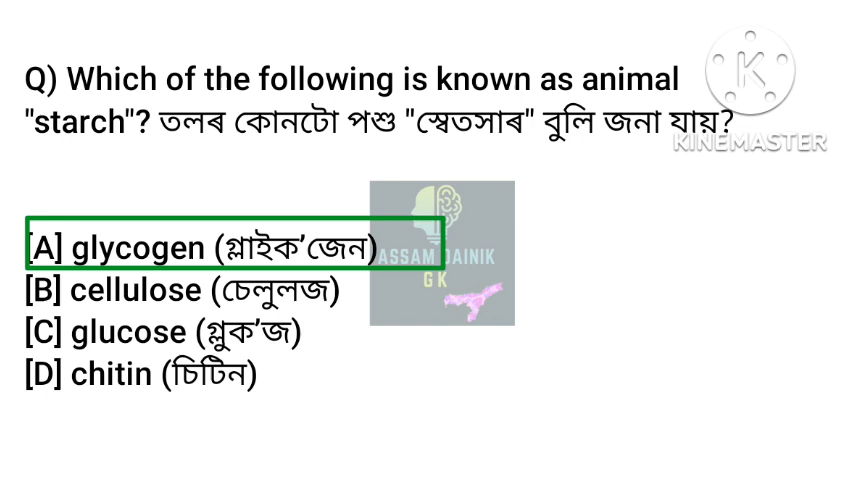 Q) Which of the following is known as animal
"starch"? তলৰ কোনটো পশু "স্বেতসাৰ" বুলি জনা যায়?
KINEMASTER
[A] glycogen (গ্লাইক’জেন)
ASSAM DAINIK
GK
[B] cellulose (চেলুলজ)
[C] glucose (গ্লুক’জ)
[D] chitin (চিটিন)